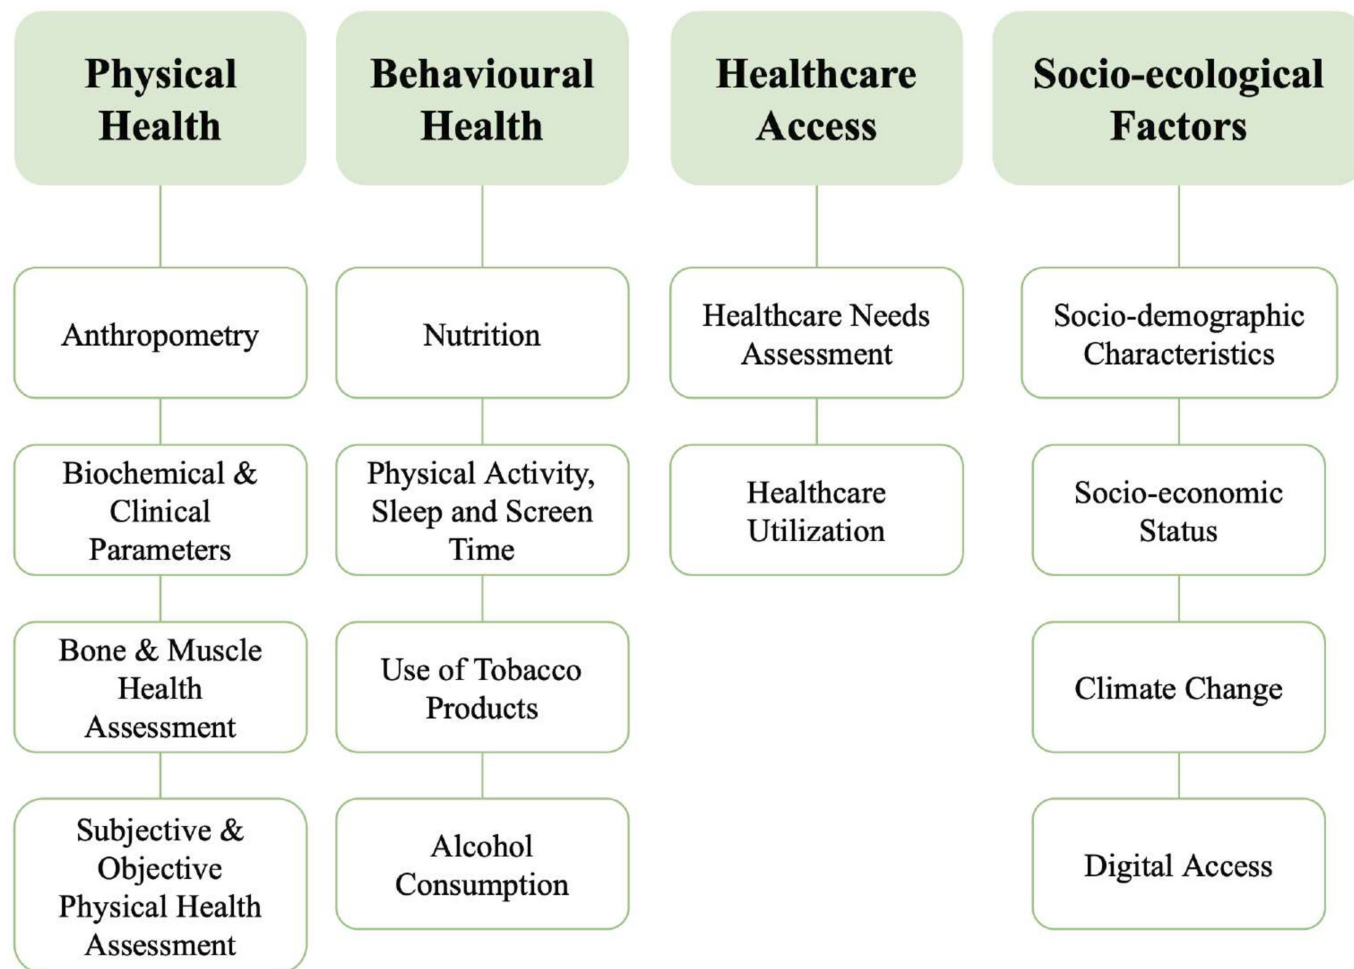 Physical
Health
Anthropometry
Biochemical &
Clinical
Parameters
Bone & Muscle
Health
Assessment
Subjective &
Objective
Physical Health
Assessment
Behavioural
Health
Nutrition
Physical Activity,
Sleep and Screen
Time
Use of Tobacco
Products
Alcohol
Consumption
Healthcare
Access
Healthcare Needs
Assessment
Healthcare
Utilization
Socio-ecological
Factors
Socio-demographic
Characteristics
Socio-economic
Status
Climate Change
Digital Access